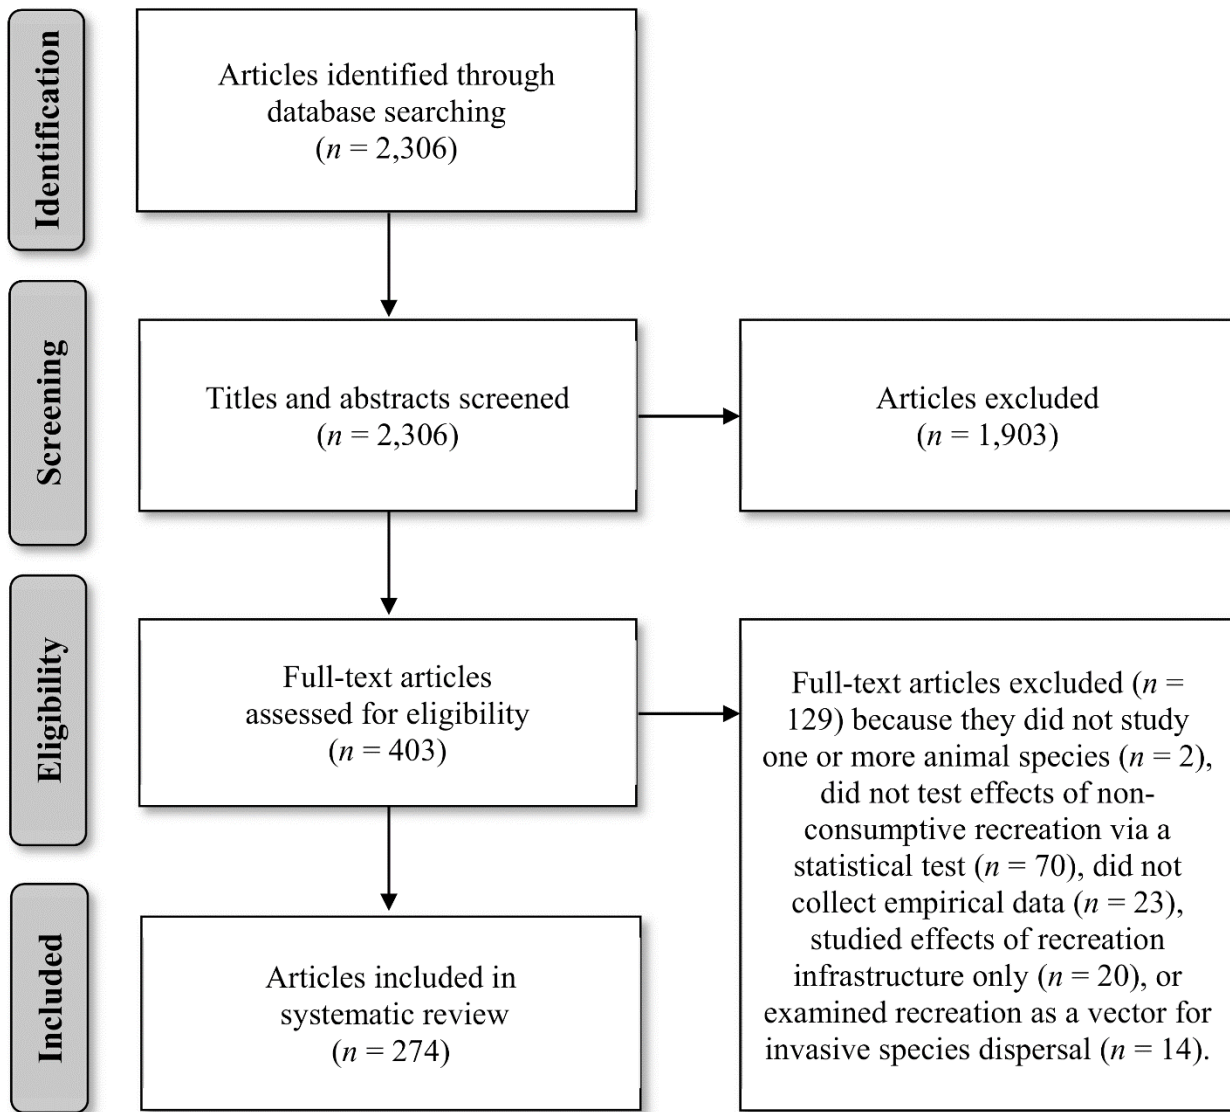 Identification
Articles identified through
database searching
(n = 2,306)
Screening
Titles and abstracts screened
(n = 2,306)
Articles excluded
(n = 1,903)
Eligibility
Full-text articles
assessed for eligibility
(n = 403)
Full-text articles excluded (n =
129) because they did not study
one or more animal species (n = 2),
did not test effects of non-
consumptive recreation via a
statistical test (n = 70), did not
collect empirical data (n = 23),
studied effects of recreation
infrastructure only (n = 20), or
examined recreation as a vector for
invasive species dispersal (n = 14).
Included
Articles included in
systematic review
(n = 274)